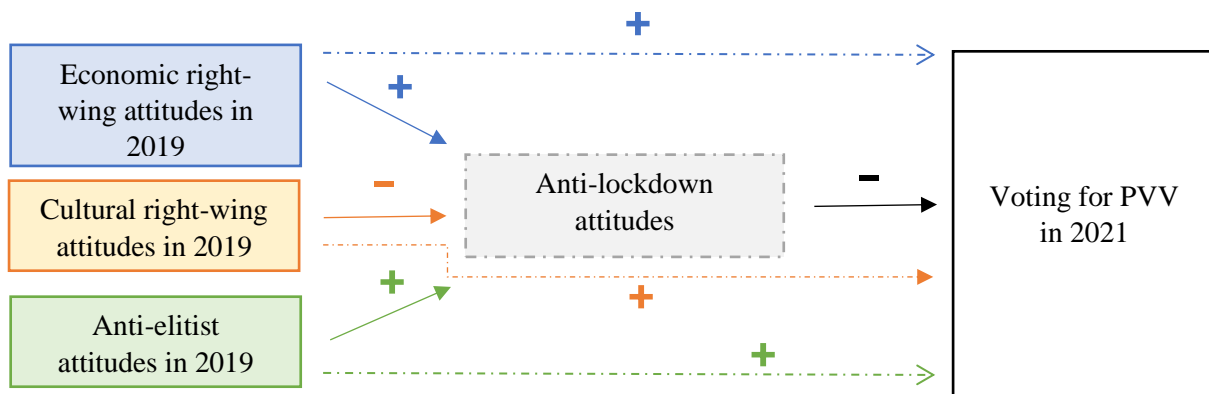 +
Economic right-
wing attitudes in
2019
+
Cultural right-wing
attitudes in 2019
−
Anti-lockdown
attitudes
−
Voting for PVV
in 2021
+
+
Anti-elitist
attitudes in 2019
+